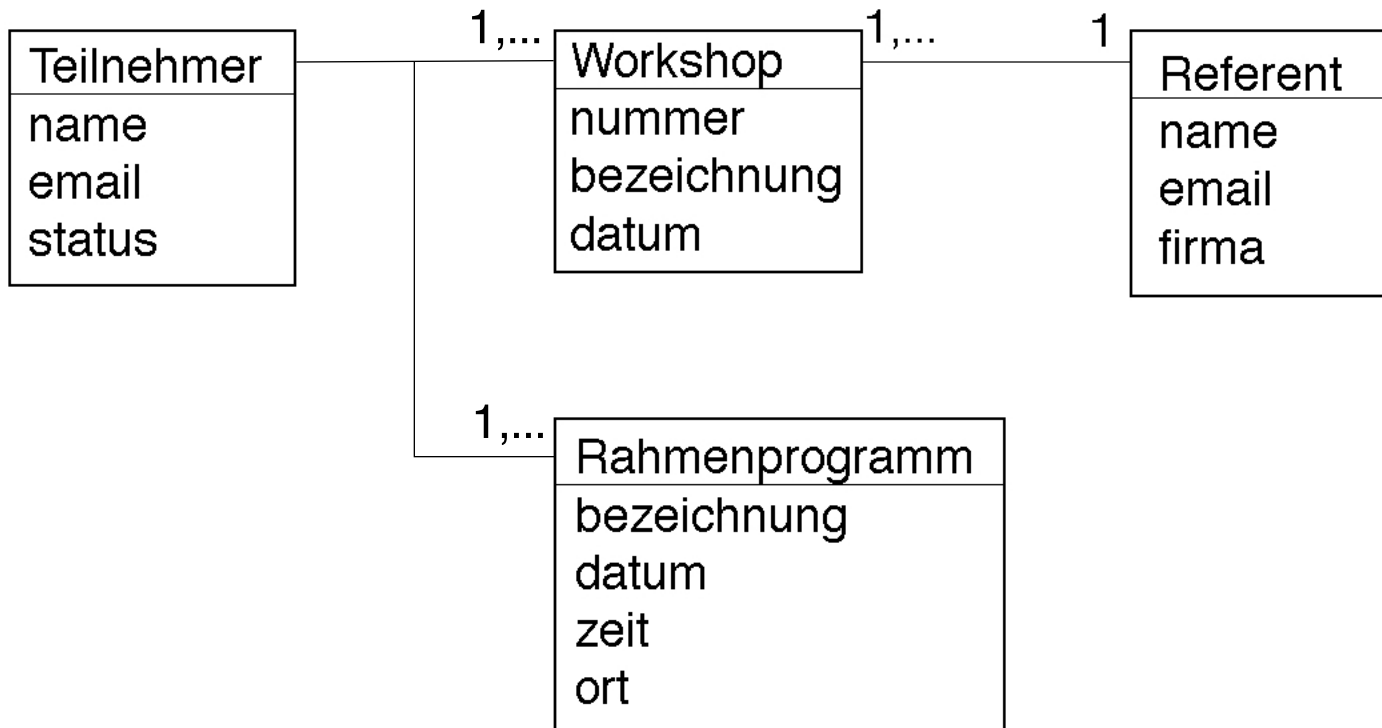 1,...
1,...
1
Teilnehmer
name
email
status
Workshop
nummer
bezeichnung
datum
Referent
name
email
firma
1,...
Rahmenprogramm
bezeichnung
datum
zeit
ort